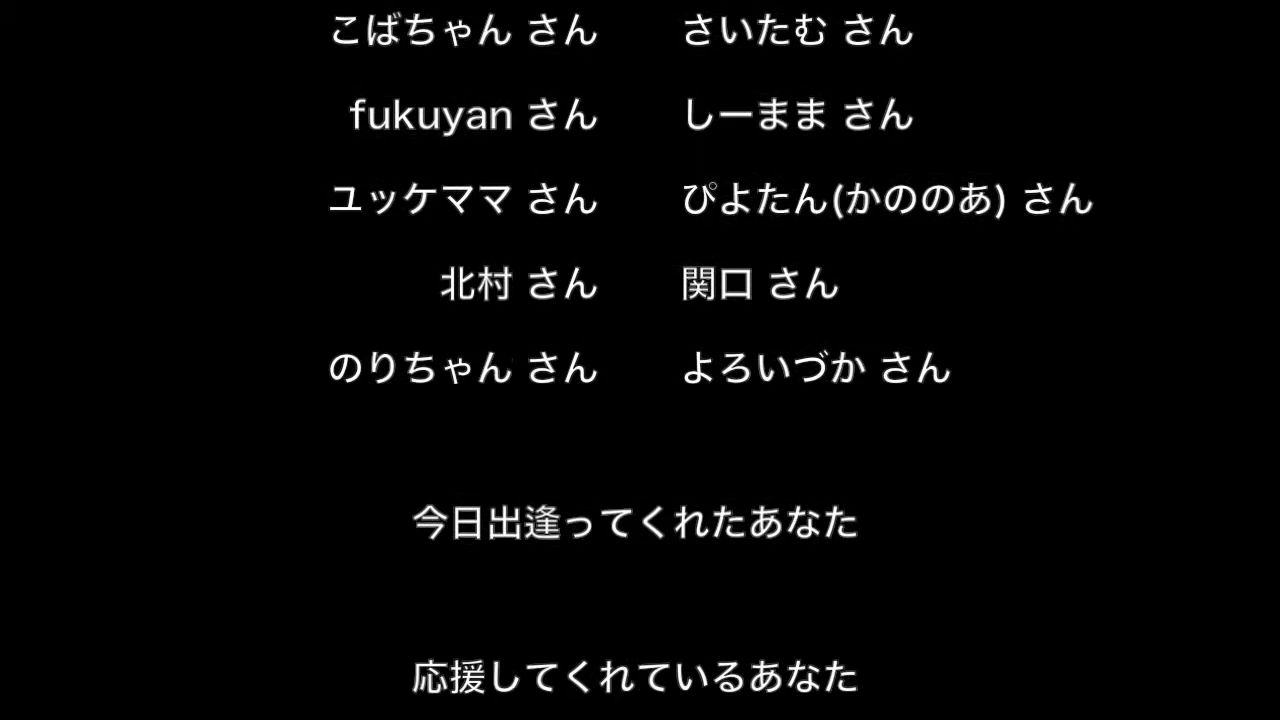 こばちゃん さん　さいたむ さん
fukuyan さん　しーまま さん
ユッケママ さん　ぴよたん(かののあ) さん
北村 さん　関口 さん
のりちゃん さん　よろいづか さん
今日出逢ってくれたあなた
応援してくれているあなた